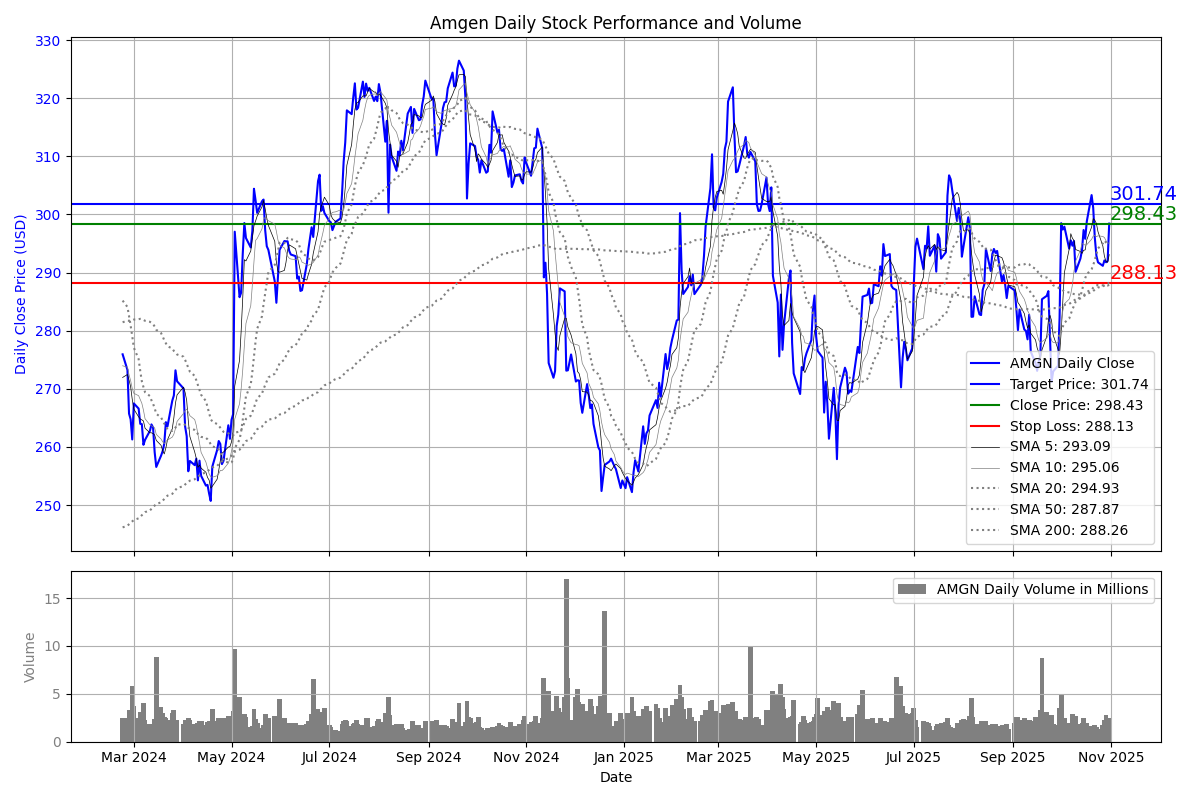 Amgen Daily Stock Performance and Volume
Daily Close Price (USD)
330
320
310
300
290
280
270
260
250
301.74
298.43
288.13
AMGN Daily Close
Target Price: 301.74
Close Price: 298.43
Stop Loss: 288.13
SMA 5: 293.09
SMA 10: 295.06
SMA 20: 294.93
SMA 50: 287.87
SMA 200: 288.26
Volume
15
10
5
0
AMGN Daily Volume in Millions
Mar 2024 May 2024 Jul 2024 Sep 2024 Nov 2024 Jan 2025 Mar 2025 May 2025 Jul 2025 Sep 2025 Nov 2025
Date